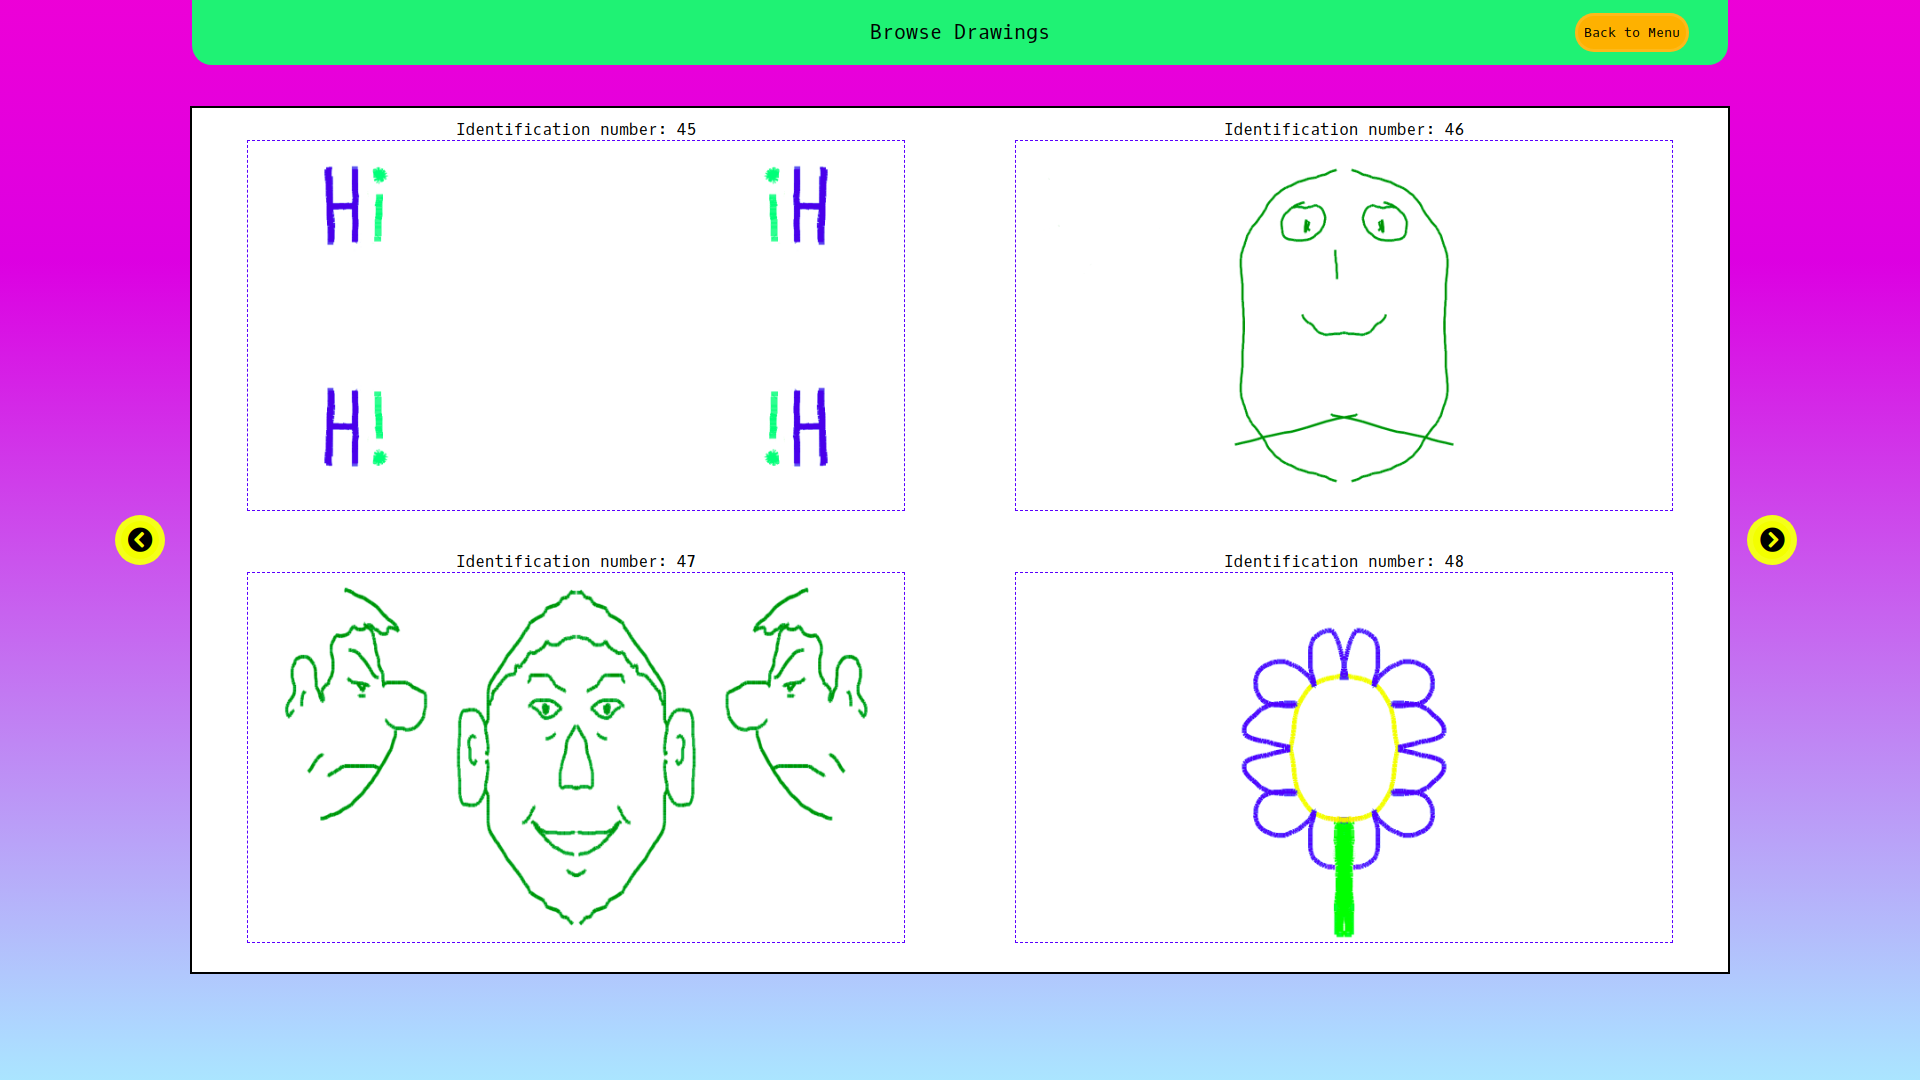 Browse Drawings
Back to Menu
Identification number: 45
Identification number: 46
Hi iH
H! !H
Identification number: 47
Identification number: 48